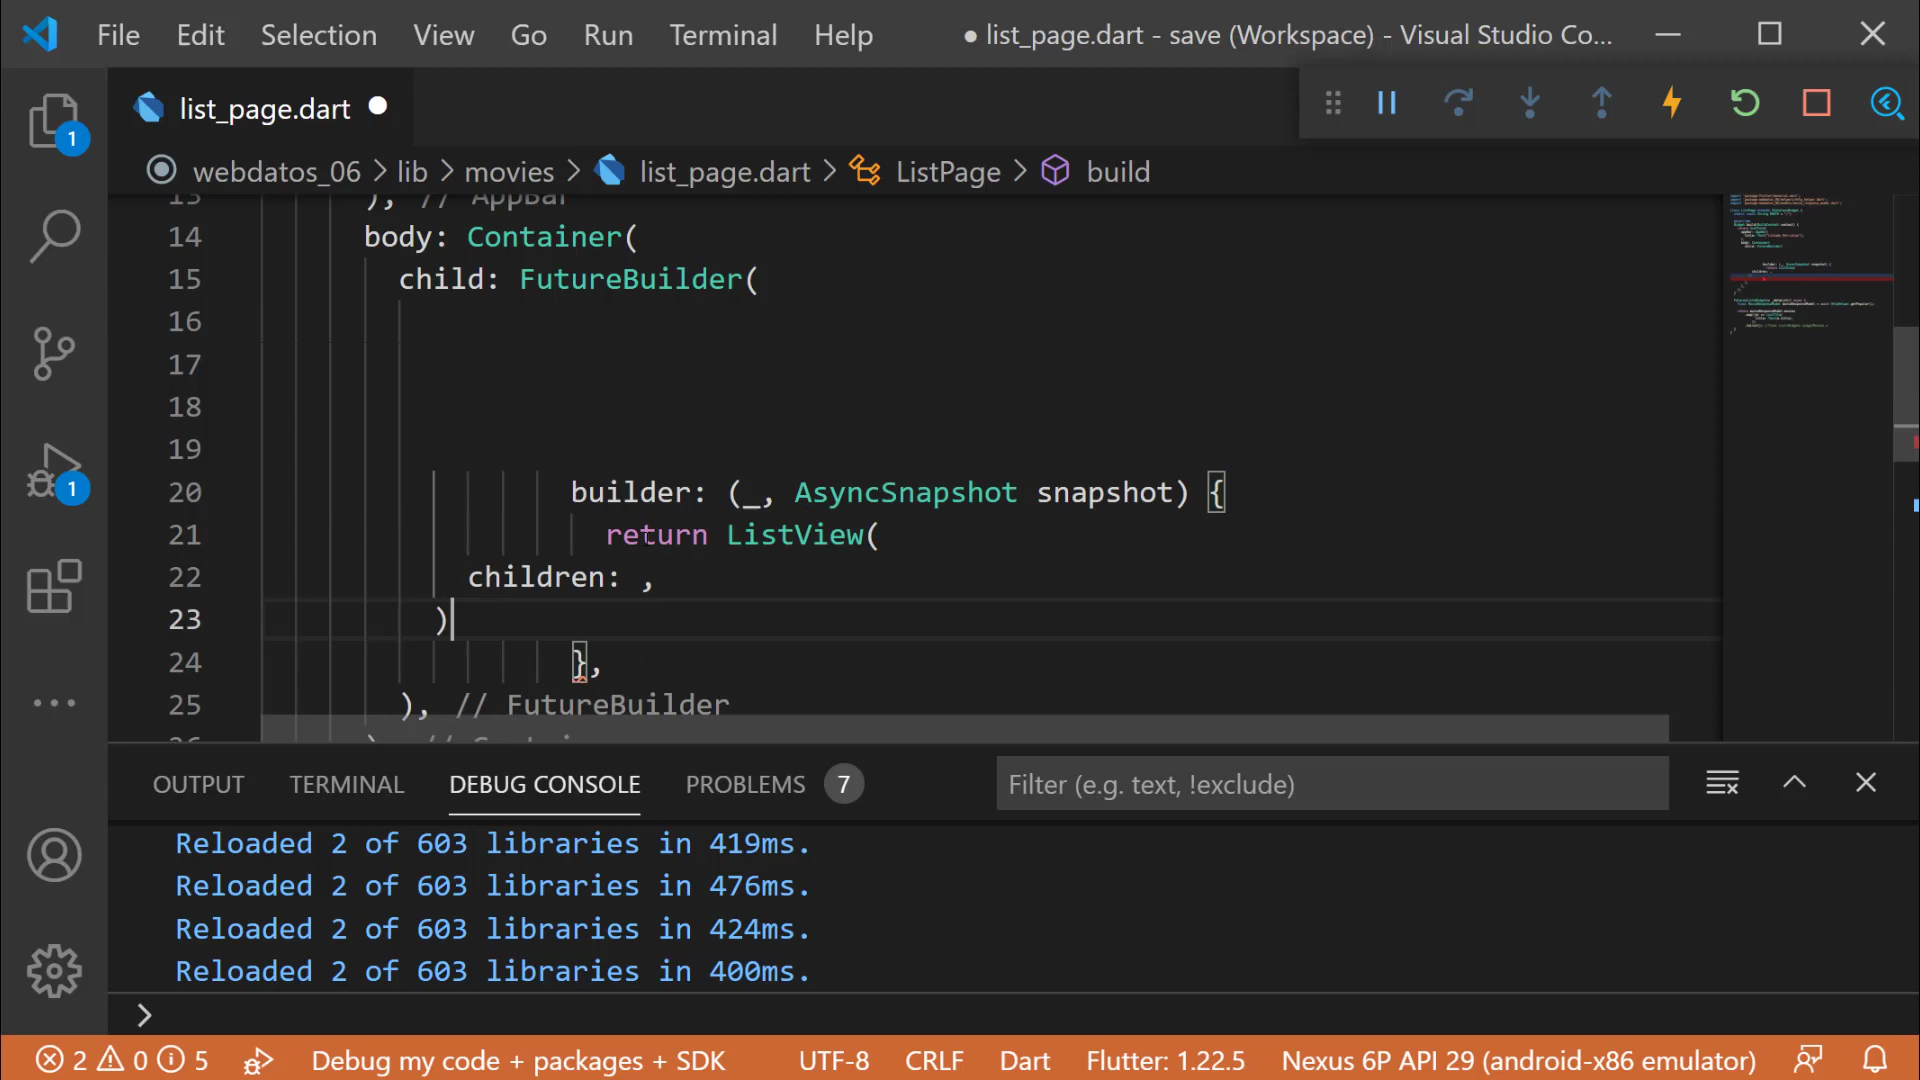 File Edit Selection View Go Run Terminal Help ● list_page.dart - save (Workspace) - Visual Studio Co...
list_page.dart
webdatos_06 > lib > movies > list_page.dart > ListPage > build
1
13 ), // AppBar
14 body: Container(
15 child: FutureBuilder(
16
17
18
19
20 builder: (_, AsyncSnapshot snapshot) {
21 return ListView(
22 children: ,
23 )
24 },
25 ), // FutureBuilder
1
OUTPUT TERMINAL DEBUG CONSOLE PROBLEMS 7 Filter (e.g. text, !exclude)
Reloaded 2 of 603 libraries in 419ms.
Reloaded 2 of 603 libraries in 476ms.
Reloaded 2 of 603 libraries in 424ms.
Reloaded 2 of 603 libraries in 400ms.
>
2 0 5 Debug my code + packages + SDK UTF-8 CRLF Dart Flutter: 1.22.5 Nexus 6P API 29 (android-x86 emulator)